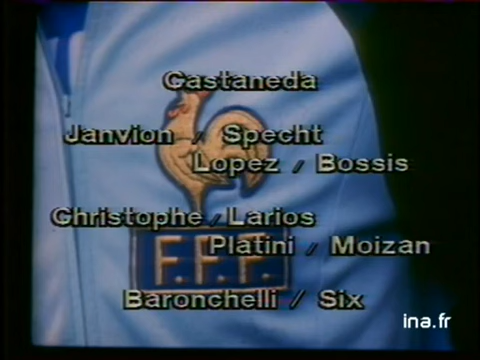 Castaneda
Janvion / Specht
Lopez / Bossis
Christophe / Larios
Platini / Moizan
F.F.F.
Baronchelli / Six
ina.fr